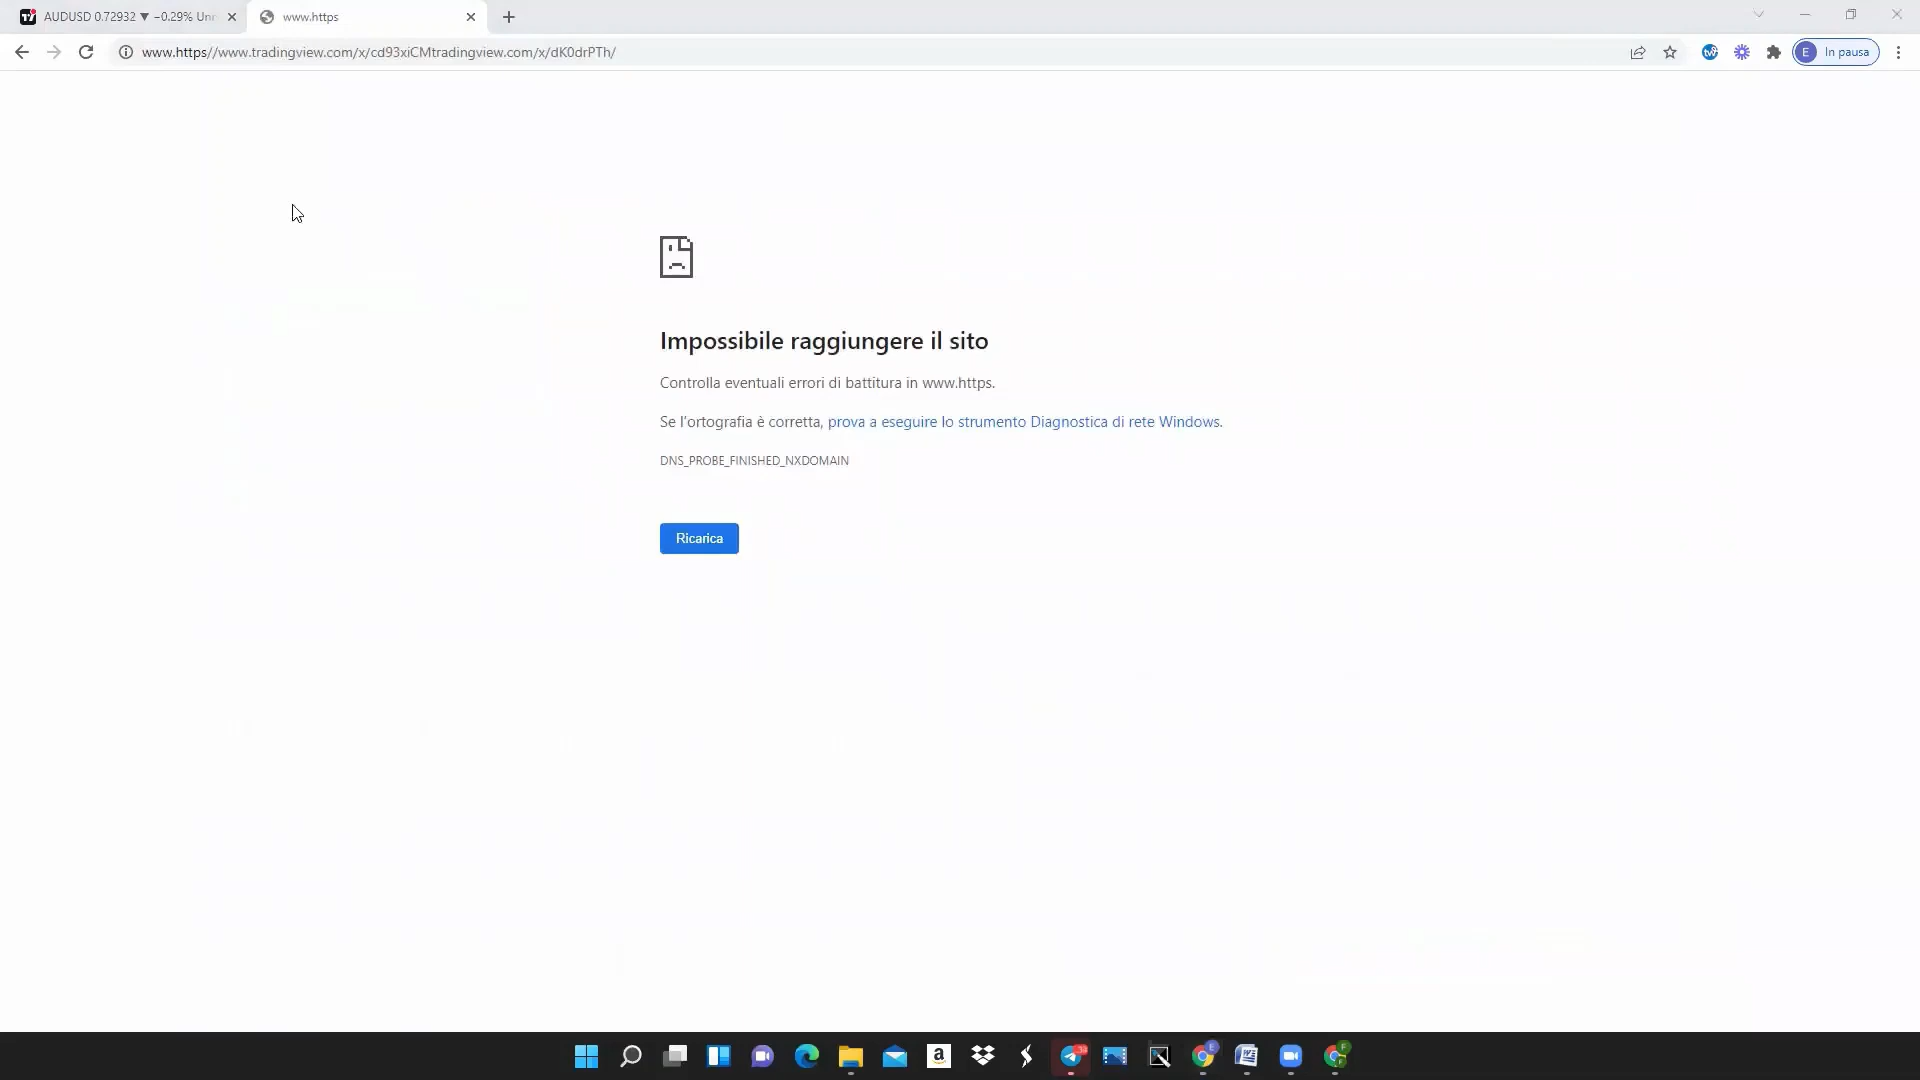 AUDUSD 0.72932 ▼ −0.29% Unn
www.https
www.https//www.tradingview.com/x/cd93xiCMtradingview.com/x/dK0drPTh/
E In pausa
Impossibile raggiungere il sito
Controlla eventuali errori di battitura in www.https.
Se l'ortografia è corretta, prova a eseguire lo strumento Diagnostica di rete Windows.
DNS_PROBE_FINISHED_NXDOMAIN
Ricarica